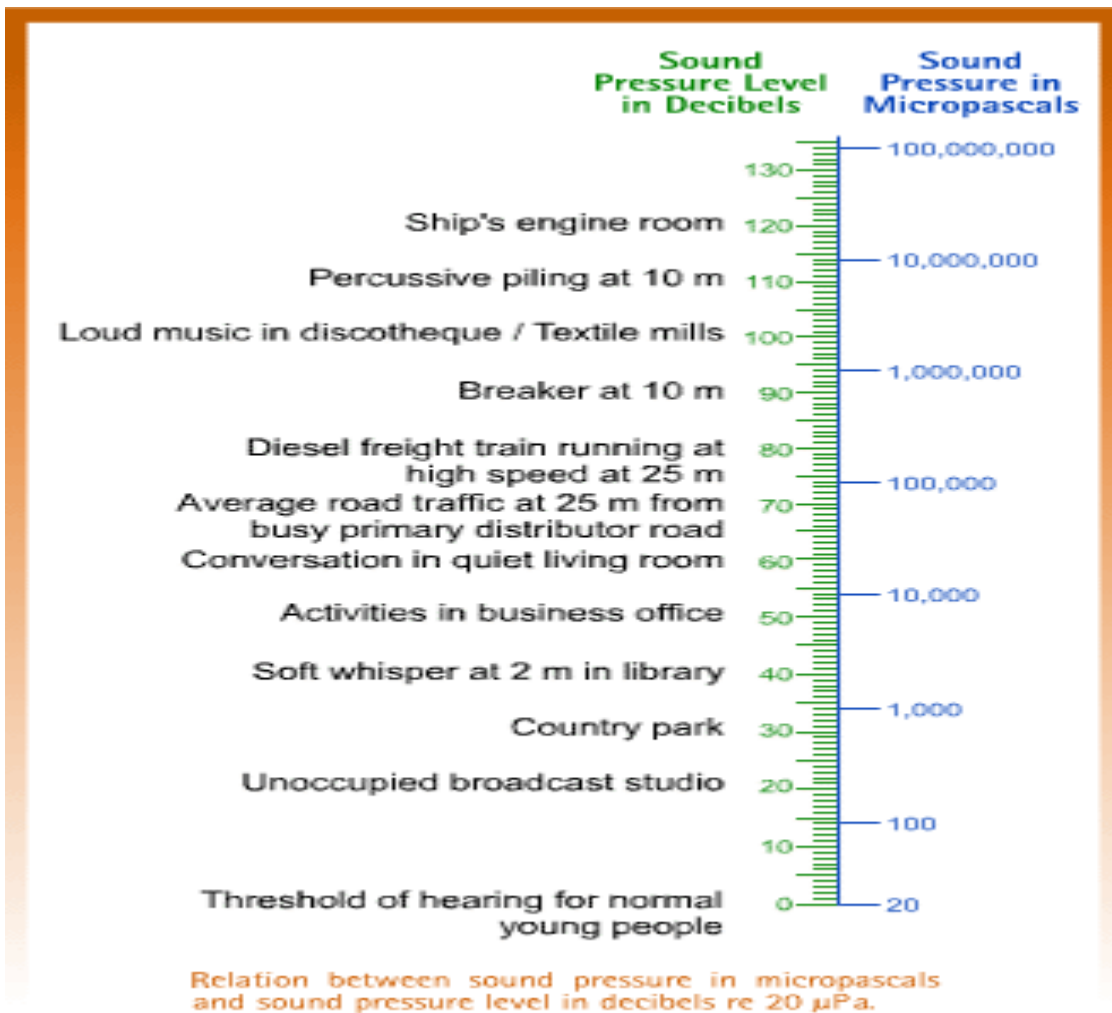 Sound
Pressure Level
in Decibels
Sound
Pressure in
Micropascals
100,000,000
130
Ship's engine room 120
10,000,000
Percussive piling at 10 m 110
Loud music in discotheque / Textile mills 100
1,000,000
Breaker at 10 m 90
Diesel freight train running at 80
high speed at 25 m
100,000
Average road traffic at 25 m from 70
busy primary distributor road
Conversation in quiet living room 60
10,000
Activities in business office 50
Soft whisper at 2 m in library 40
1,000
Country park 30
Unoccupied broadcast studio 20
100
10
Threshold of hearing for normal 0 20
young people
Relation between sound pressure in micropascals
and sound pressure level in decibels re 20 µPa.